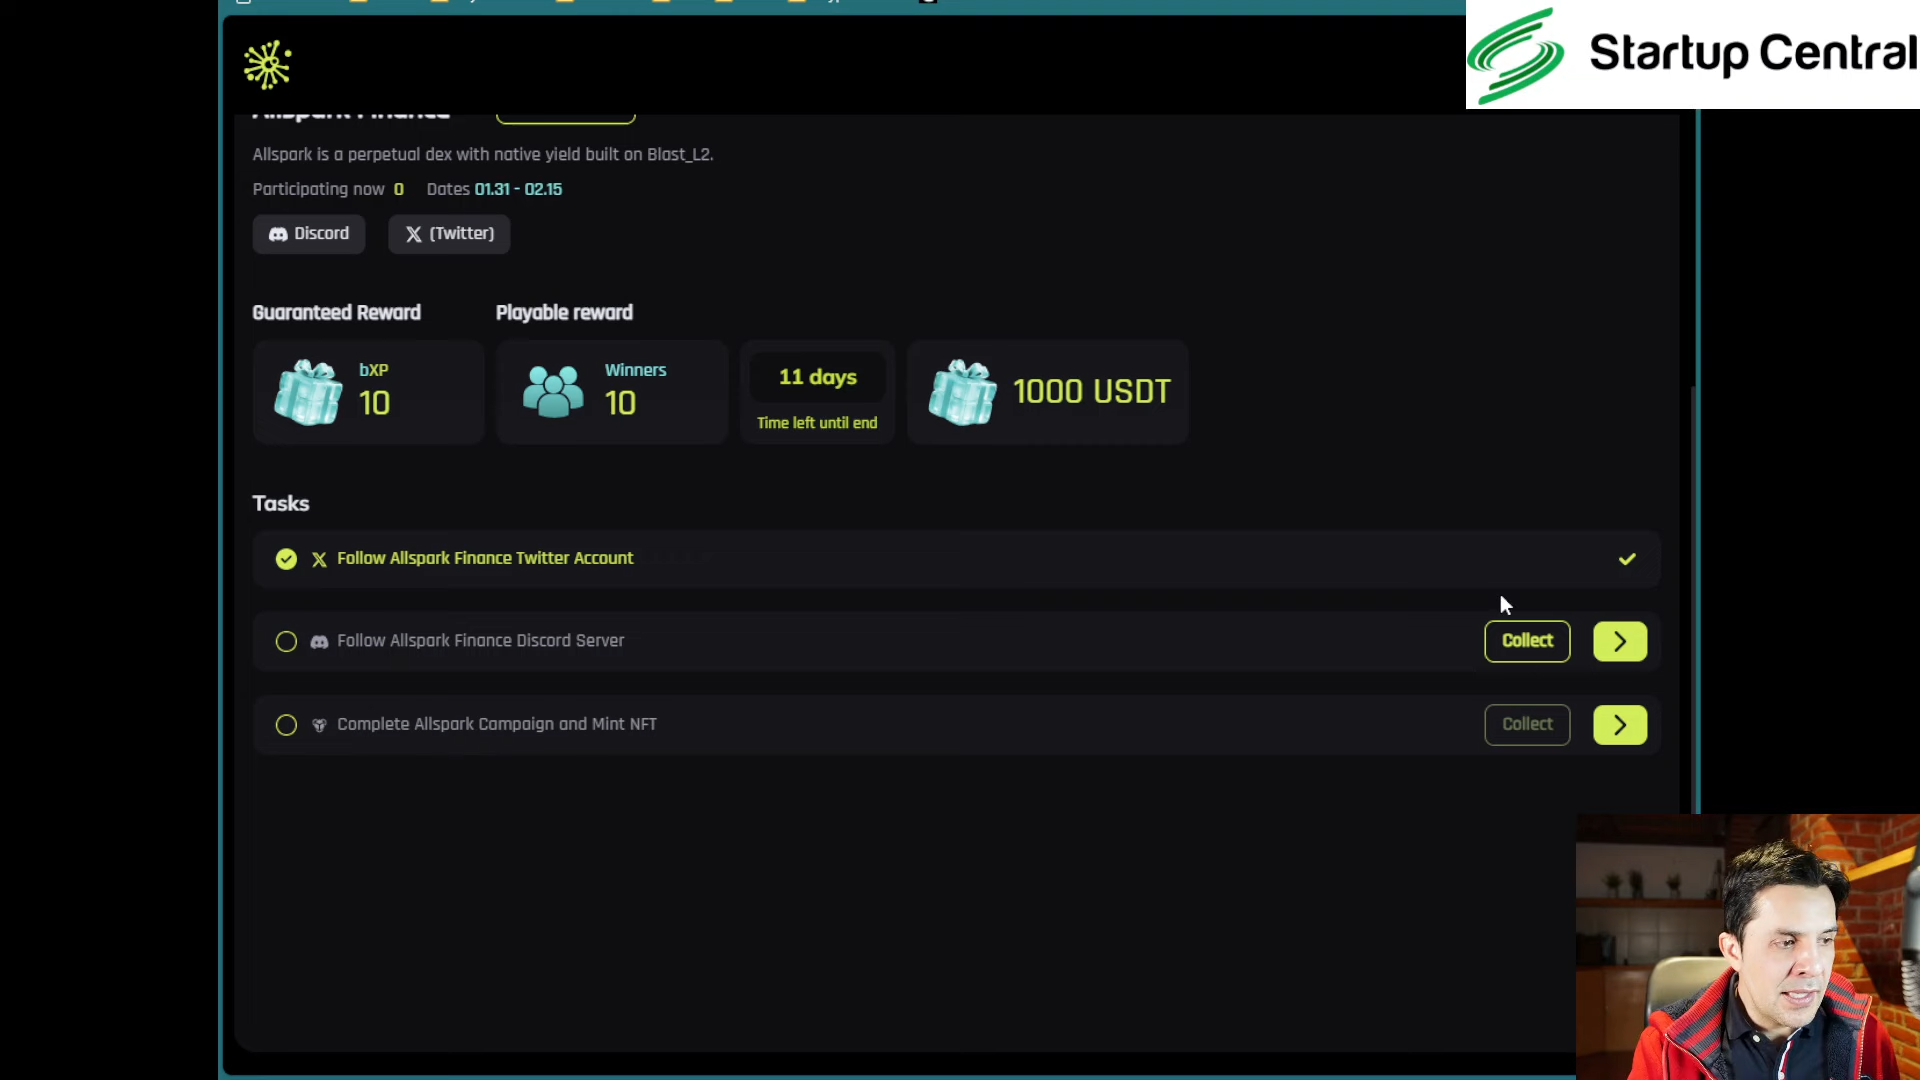 Startup Central
Allspark Finance
Allspark is a perpetual dex with native yield built on Blast_L2.
Participating now 0 Dates 01.31 - 02.15
Discord
X (Twitter)
Guaranteed Reward
Playable reward
bXP
10
Winners
10
11 days
Time left until end
1000 USDT
Tasks
Follow Allspark Finance Twitter Account
Follow Allspark Finance Discord Server
Collect
Complete Allspark Campaign and Mint NFT
Collect